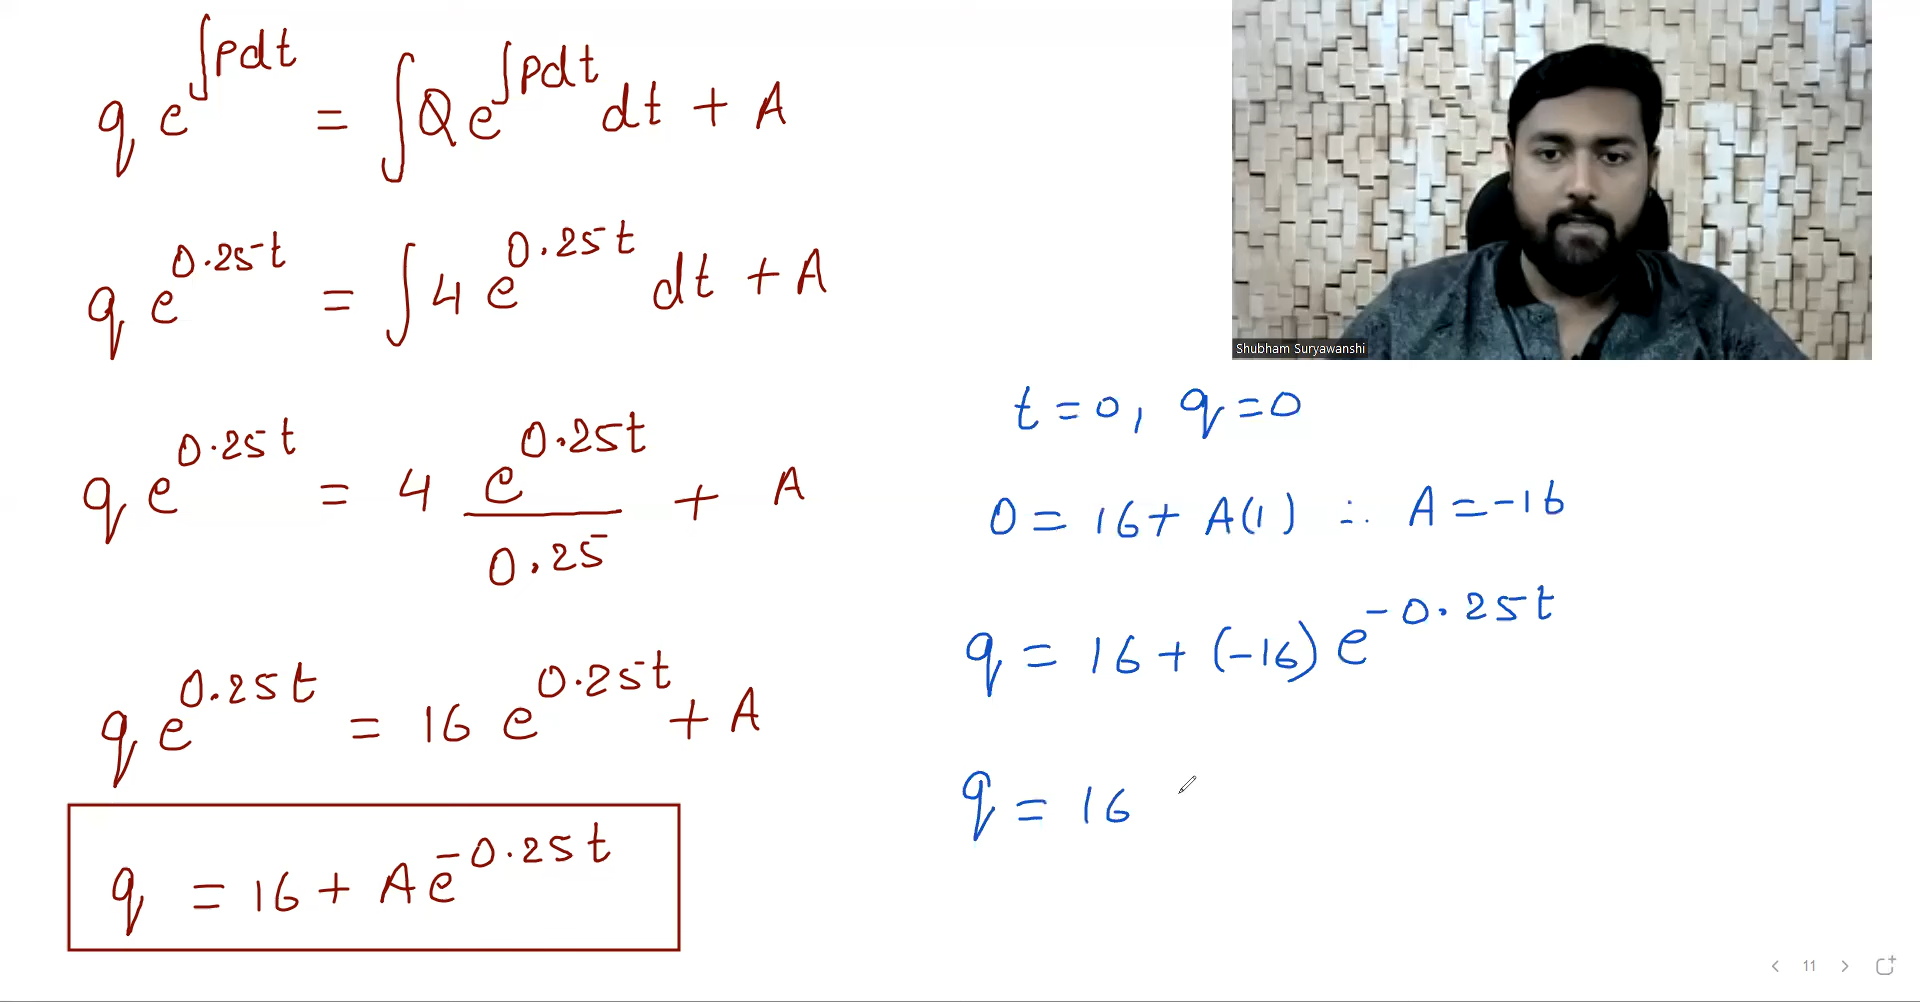 q e^{∫pdt} = ∫Q e^{∫pdt} dt + A
q e^{0.25t} = ∫4 e^{0.25t} dt + A
q e^{0.25t} = 4 e^{0.25t} / 0.25 + A
q e^{0.25t} = 16 e^{0.25t} + A
q = 16 + A e^{-0.25t}
Shubham Suryawanshi
t = 0, q = 0
0 = 16 + A(1) ∴ A = -16
q = 16 + (-16) e^{-0.25t}
q = 16
11